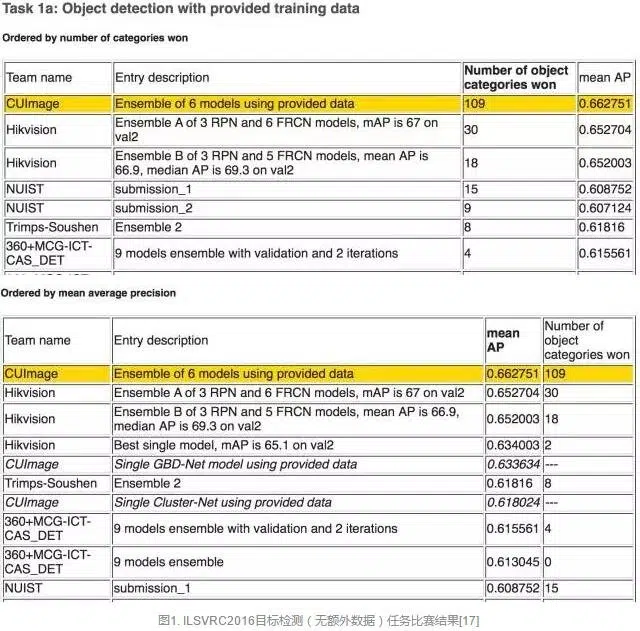 Task 1a: Object detection with provided training data
Ordered by number of categories won
Team name Entry description Number of object categories won mean AP
CUImage Ensemble of 6 models using provided data 109 0.662751
Hikvision Ensemble A of 3 RPN and 6 FRCN models, mAP is 67 on val2 30 0.652704
Hikvision Ensemble B of 3 RPN and 5 FRCN models, mean AP is 66.9, median AP is 69.3 on val2 18 0.652003
NUIST submission_1 15 0.608752
NUIST submission_2 9 0.607124
Trimps-Soushen Ensemble 2 8 0.61816
360+MCG-ICT-CAS_DET 9 models ensemble with validation and 2 iterations 4 0.615561
Ordered by mean average precision
Team name Entry description mean AP Number of object categories won
CUImage Ensemble of 6 models using provided data 0.662751 109
Hikvision Ensemble A of 3 RPN and 6 FRCN models, mAP is 67 on val2 0.652704 30
Hikvision Ensemble B of 3 RPN and 5 FRCN models, mean AP is 66.9, median AP is 69.3 on val2 0.652003 18
Hikvision Best single model, mAP is 65.1 on val2 0.634003 2
CUImage Single GBD-Net model using provided data 0.633634 ---
Trimps-Soushen Ensemble 2 0.61816 8
CUImage Single Cluster-Net using provided data 0.618024 ---
360+MCG-ICT-CAS_DET 9 models ensemble with validation and 2 iterations 0.615561 4
360+MCG-ICT-CAS_DET 9 models ensemble 0.613045 0
NUIST submission_1 0.608752 15
图1. ILSVRC2016目标检测（无额外数据）任务比赛结果[17]